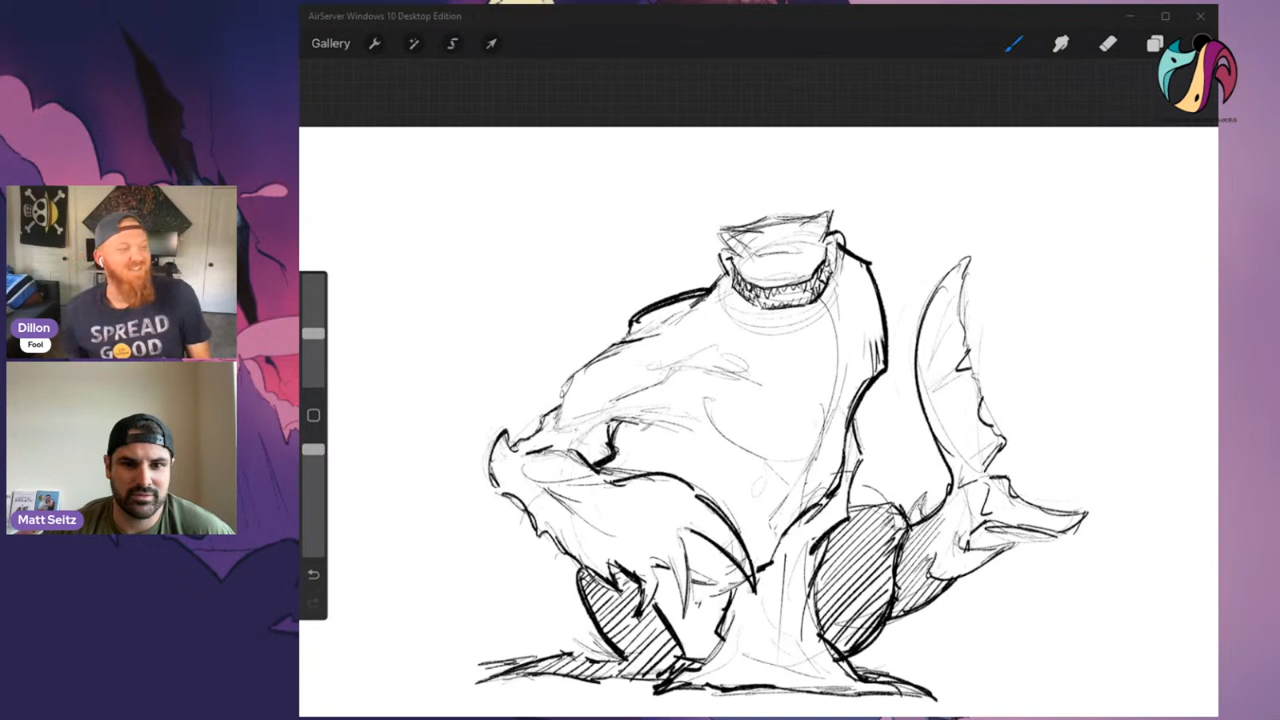 AirServer Windows 10 Desktop Edition
Gallery
Dillon
Fool
SPREAD
GOOD
Matt Seitz